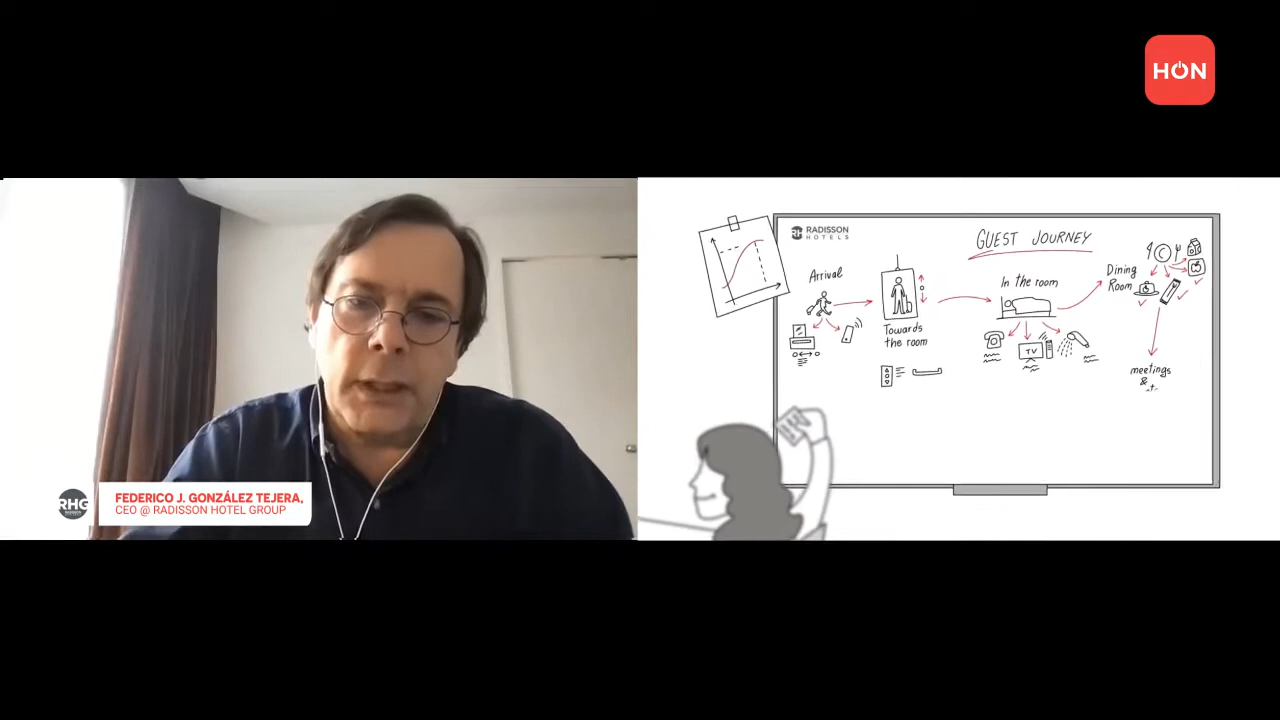 HON
RADISSON
HOTELS
GUEST JOURNEY
Arrival
Towards
the room
In the room
TV
Dining
Room
meetings
&
RHG
RADISSON
FEDERICO J. GONZÁLEZ TEJERA,
CEO @ RADISSON HOTEL GROUP